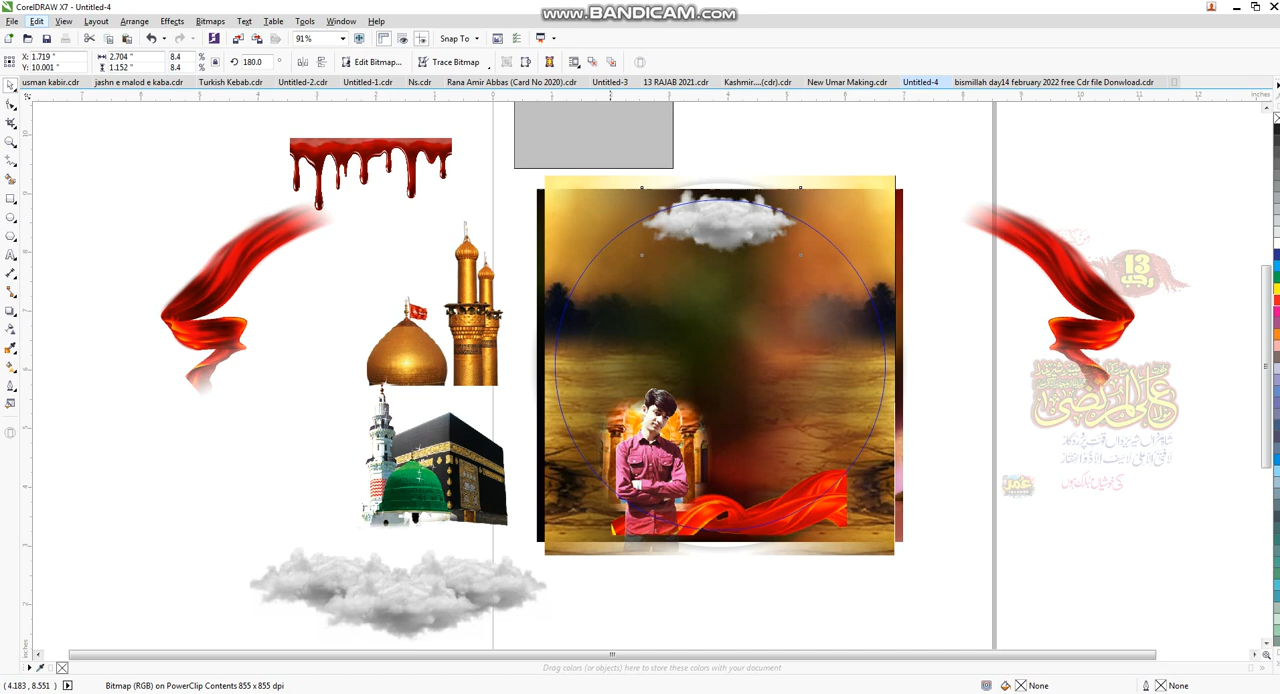 CorelDRAW X7 - Untitled-4
www.BANDICAM.com
File Edit View Layout Arrange Effects Bitmaps Text Table Tools Window Help
91% Snap To
X: 1.719 " 2.704 " 8.4 % 180.0 ° Edit Bitmap... Trace Bitmap
Y: 10.001 " 1.152 " 8.4 %
usman kabir.cdr jashn e malod e kaba.cdr Turkish Kebab.cdr Untitled-2.cdr Untitled-1.cdr Ns.cdr Rana Amir Abbas (Card No 2020).cdr Untitled-3 13 RAJAB 2021.cdr Kashmir....(cdr).cdr New Umar Making.cdr Untitled-4 bismillah day14 february 2022 free Cdr file Donwload.cdr
inches
13
رجب
عمر
inches
Drag colors (or objects) here to store these colors with your document
( 4.183 , 8.551 ) Bitmap (RGB) on PowerClip Contents 855 x 855 dpi None None